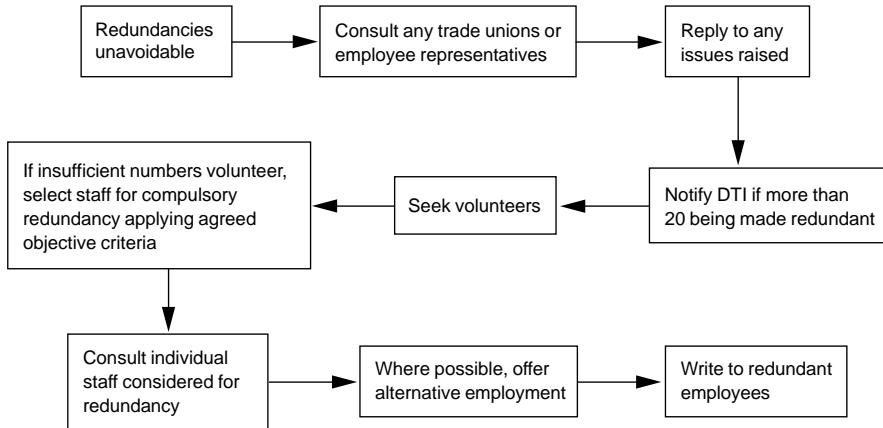 Redundancies
unavoidable
Consult any trade unions or
employee representatives
Reply to any
issues raised
Notify DTI if more than
20 being made redundant
Seek volunteers
If insufficient numbers volunteer,
select staff for compulsory
redundancy applying agreed
objective criteria
Consult individual
staff considered for
redundancy
Where possible, offer
alternative employment
Write to redundant
employees